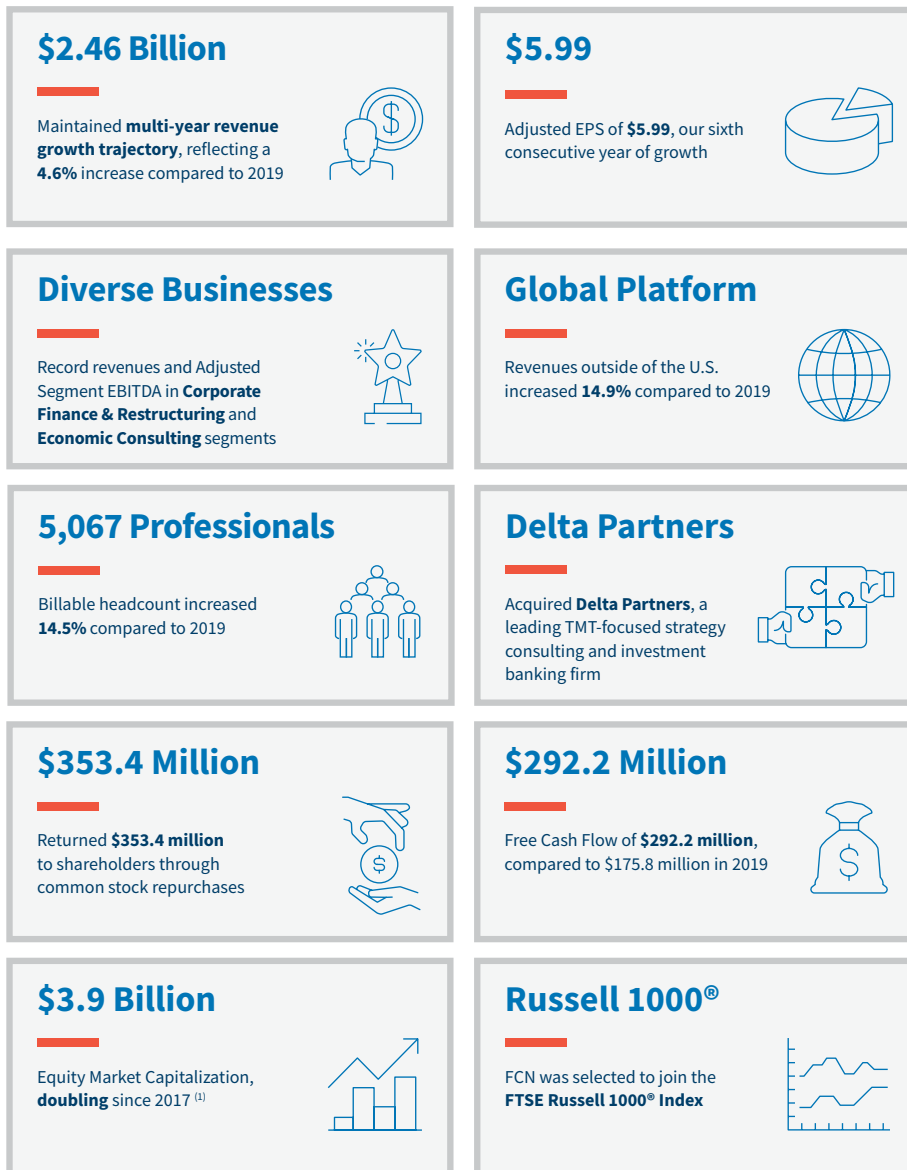 $2.46 Billion
Maintained multi-year revenue
growth trajectory, reflecting a
4.6% increase compared to 2019
$
$5.99
Adjusted EPS of $5.99, our sixth
consecutive year of growth
Diverse Businesses
Record revenues and Adjusted
Segment EBITDA in Corporate
Finance & Restructuring and
Economic Consulting segments
Global Platform
Revenues outside of the U.S.
increased 14.9% compared to 2019
5,067 Professionals
Billable headcount increased
14.5% compared to 2019
Delta Partners
Acquired Delta Partners, a
leading TMT-focused strategy
consulting and investment
banking firm
$353.4 Million
Returned $353.4 million
to shareholders through
common stock repurchases
$
$292.2 Million
Free Cash Flow of $292.2 million,
compared to $175.8 million in 2019
$
$3.9 Billion
Equity Market Capitalization,
doubling since 2017 (1)
Russell 1000®
FCN was selected to join the
FTSE Russell 1000® Index